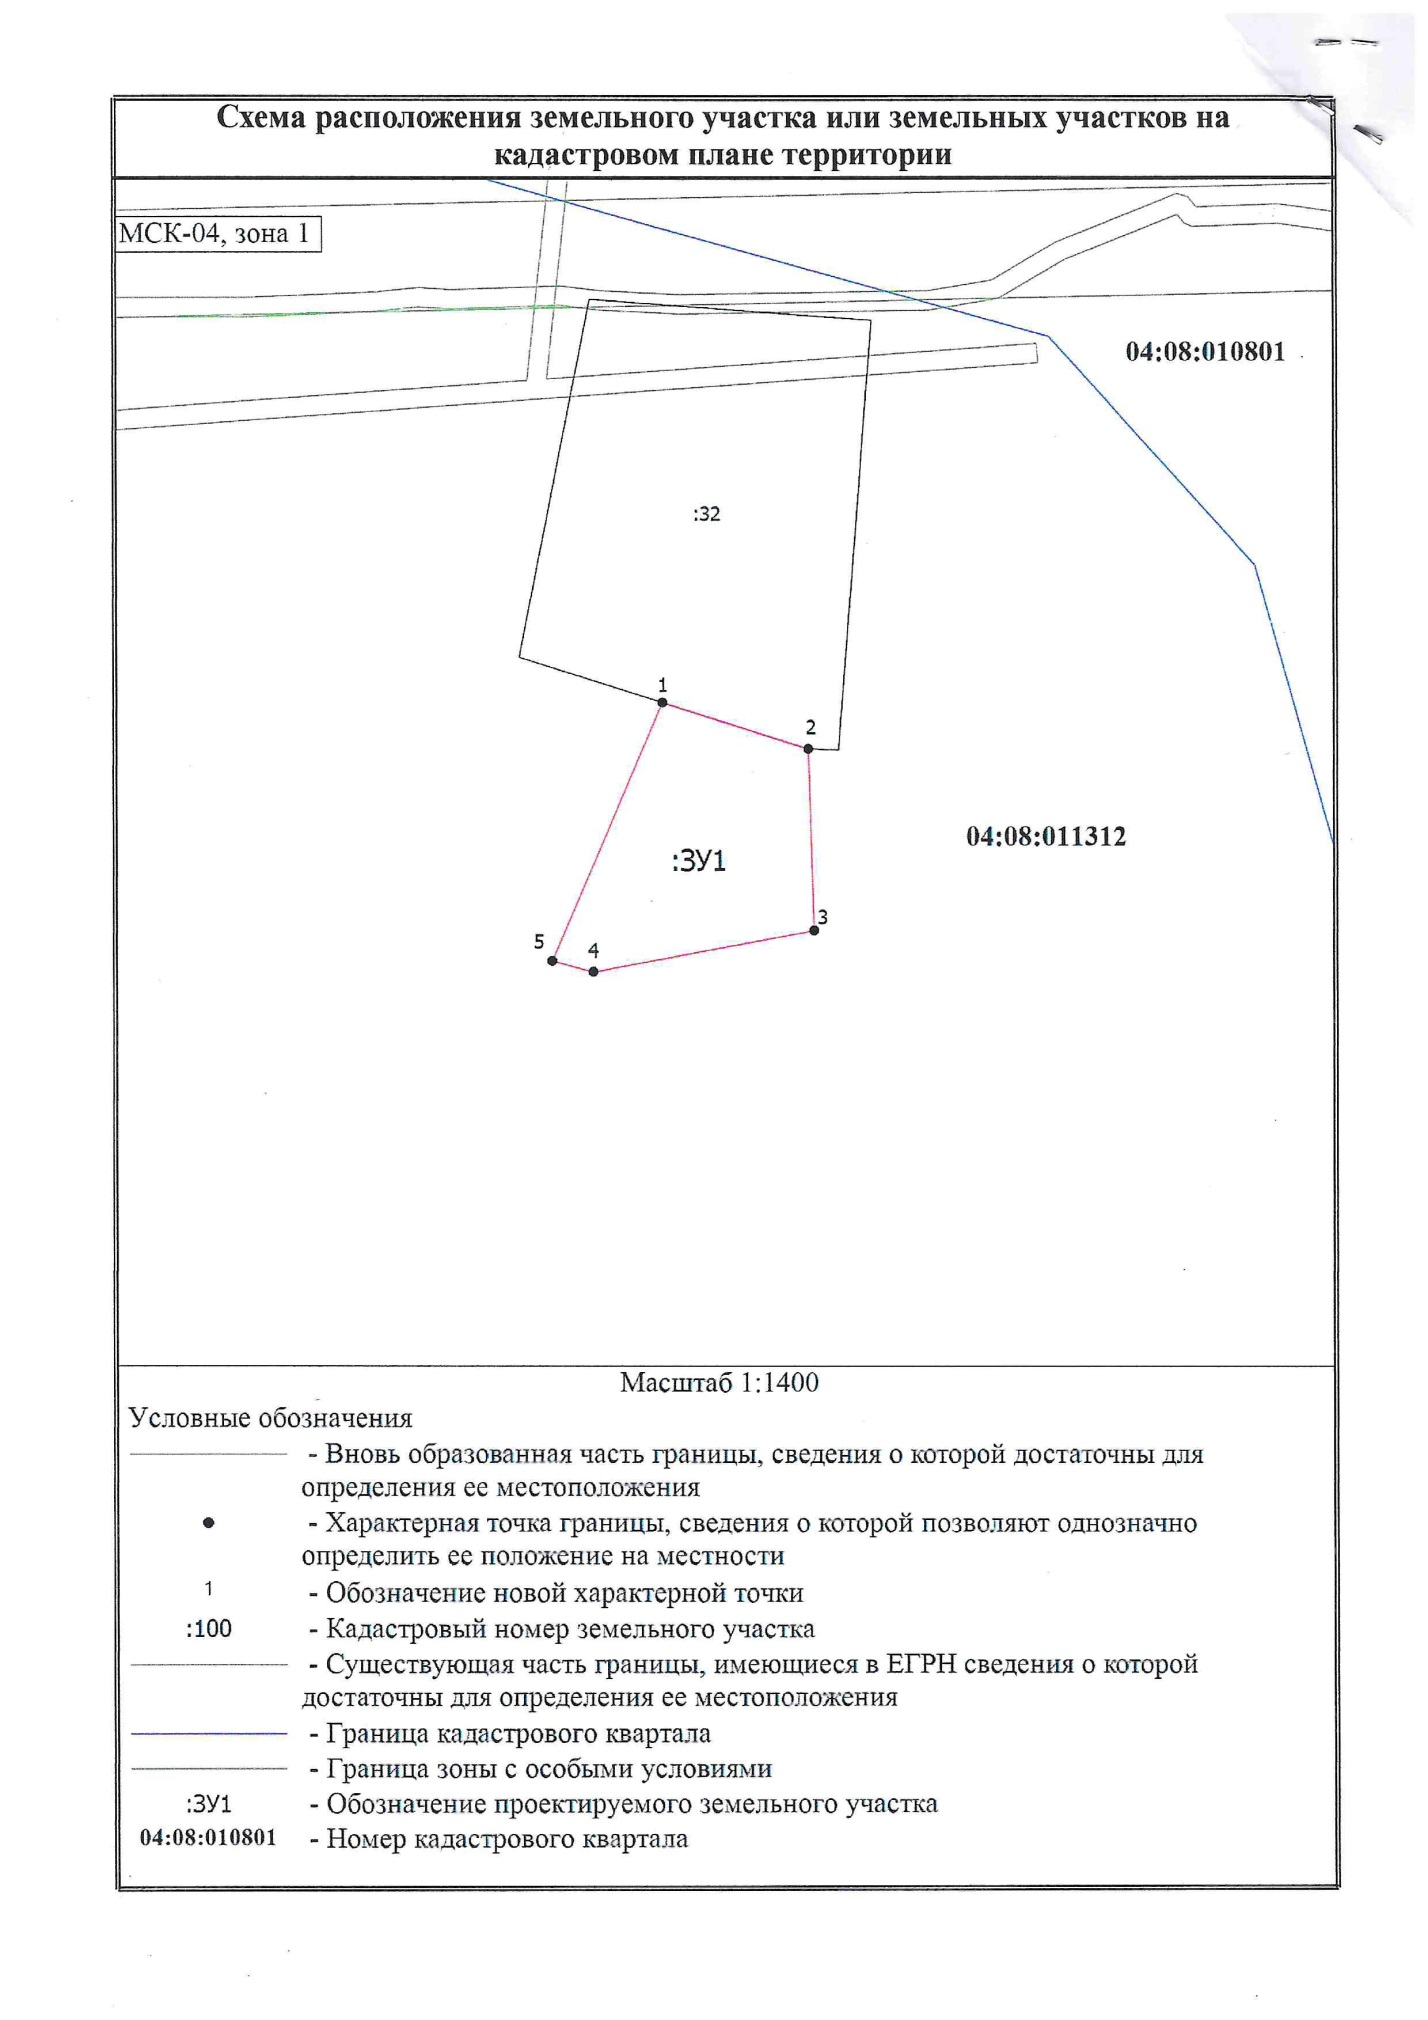 Схема расположения земельного участка или земельных участков на
кадастровом плане территории
МСК-04, зона 1
04:08:010801
:32
1
2
04:08:011312
:ЗУ1
3
5
4
Масштаб 1:1400
Условные обозначения
- Вновь образованная часть границы, сведения о которой достаточны для
определения ее местоположения
- Характерная точка границы, сведения о которой позволяют однозначно
определить ее положение на местности
1 - Обозначение новой характерной точки
:100 - Кадастровый номер земельного участка
- Существующая часть границы, имеющиеся в ЕГРН сведения о которой
достаточны для определения ее местоположения
- Граница кадастрового квартала
- Граница зоны с особыми условиями
:ЗУ1 - Обозначение проектируемого земельного участка
04:08:010801 - Номер кадастрового квартала